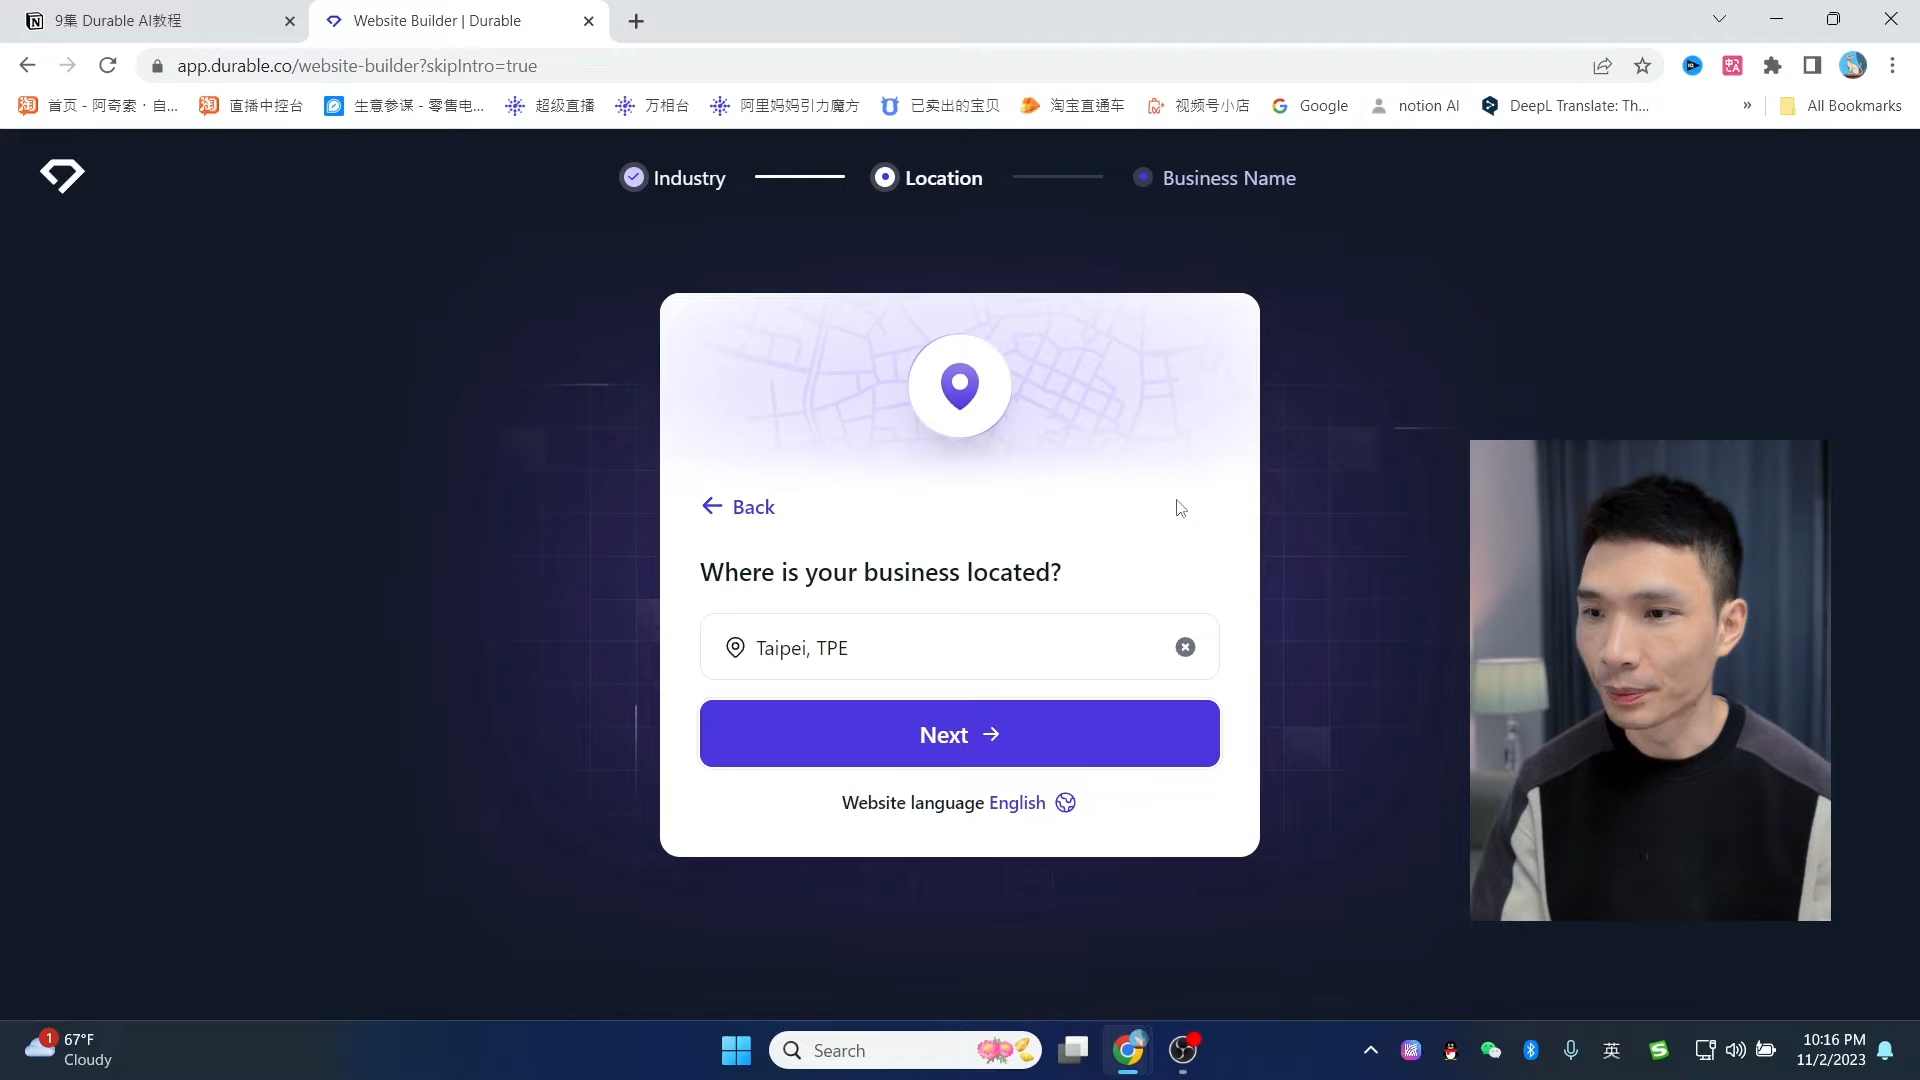 9集 Durable AI教程
Website Builder | Durable
app.durable.co/website-builder?skipIntro=true
首页 - 阿奇索 · 自...
直播中控台
生意参谋 - 零售电...
超级直播
万相台
阿里妈妈引力魔方
已卖出的宝贝
淘宝直通车
视频号小店
Google
notion AI
DeepL Translate: Th...
»
All Bookmarks
Industry
Location
Business Name
Back
Where is your business located?
Taipei, TPE
Next
Website language English
1
67°F
Cloudy
Search
英
10:16 PM
11/2/2023